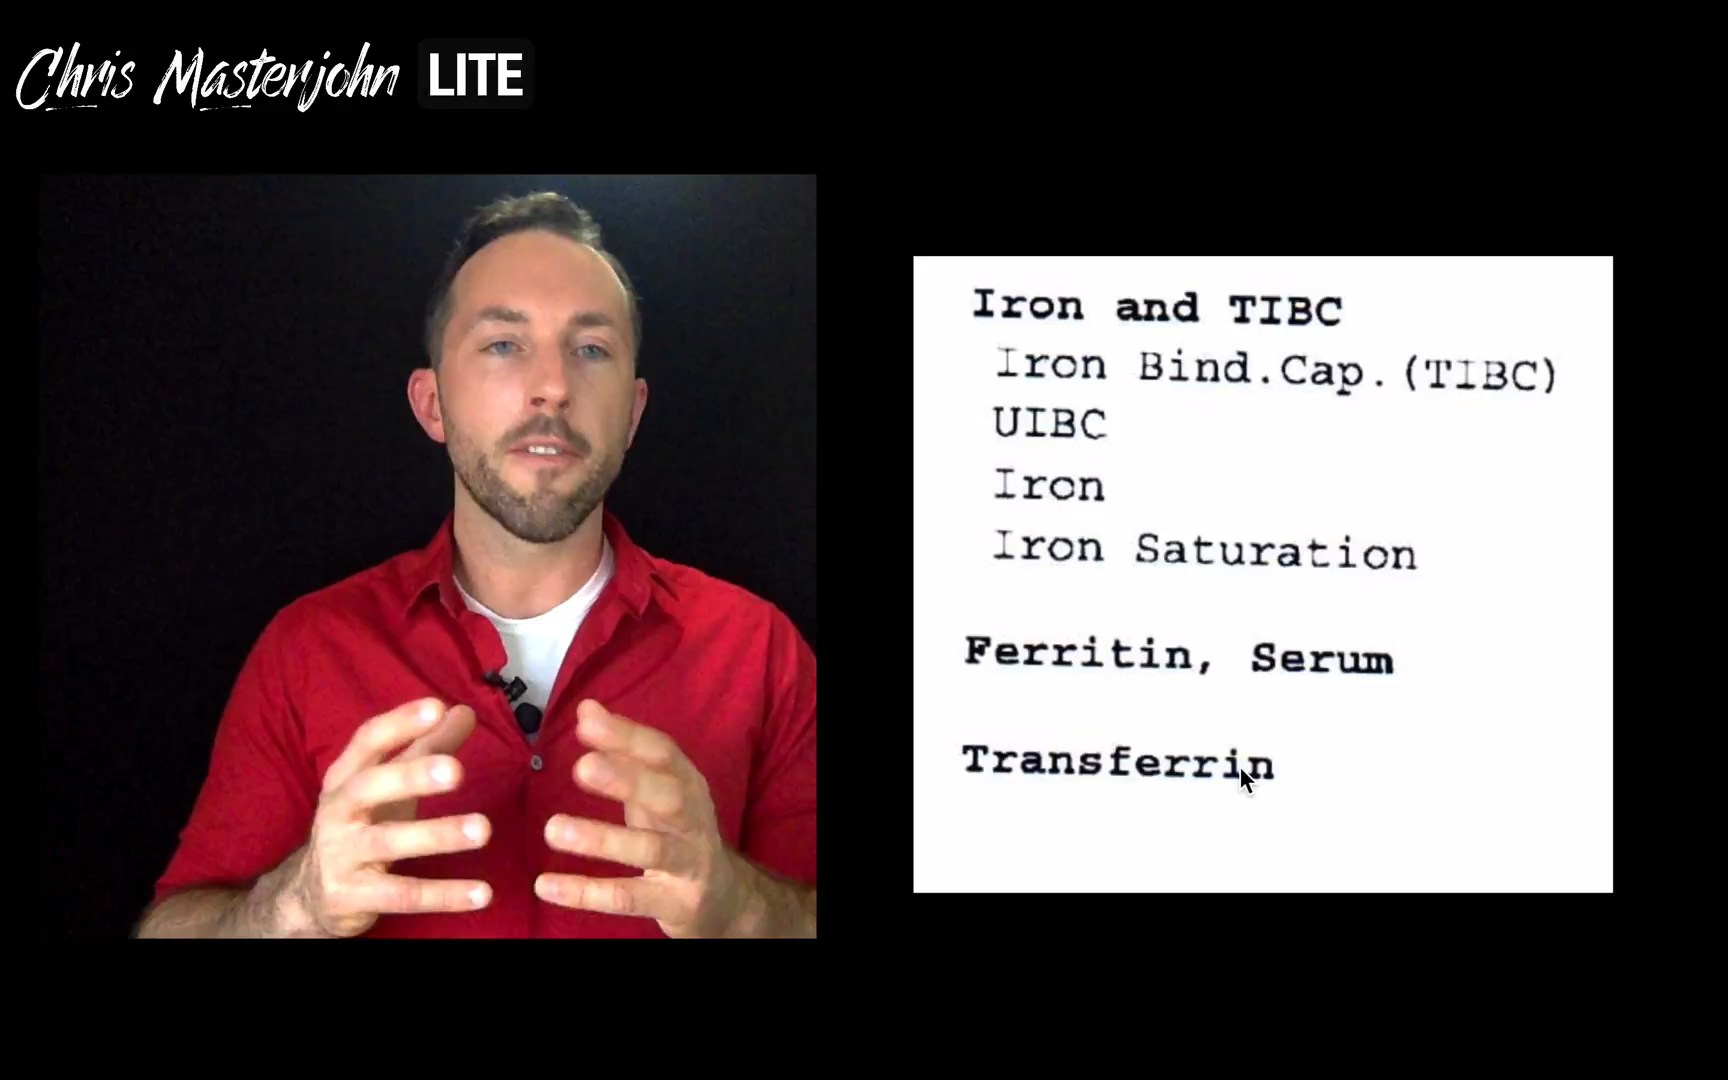 Chris Masterjohn LITE
Iron and TIBC
Iron Bind.Cap.(TIBC)
UIBC
Iron
Iron Saturation
Ferritin, Serum
Transferrin